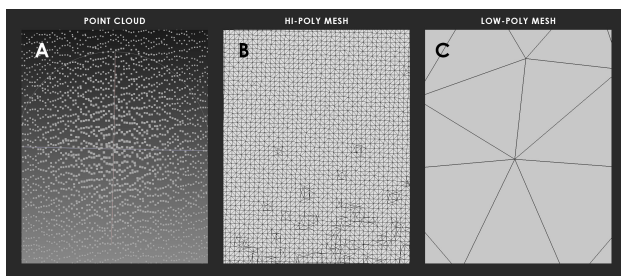 POINT CLOUD
HI-POLY MESH
LOW-POLY MESH
A
B
C